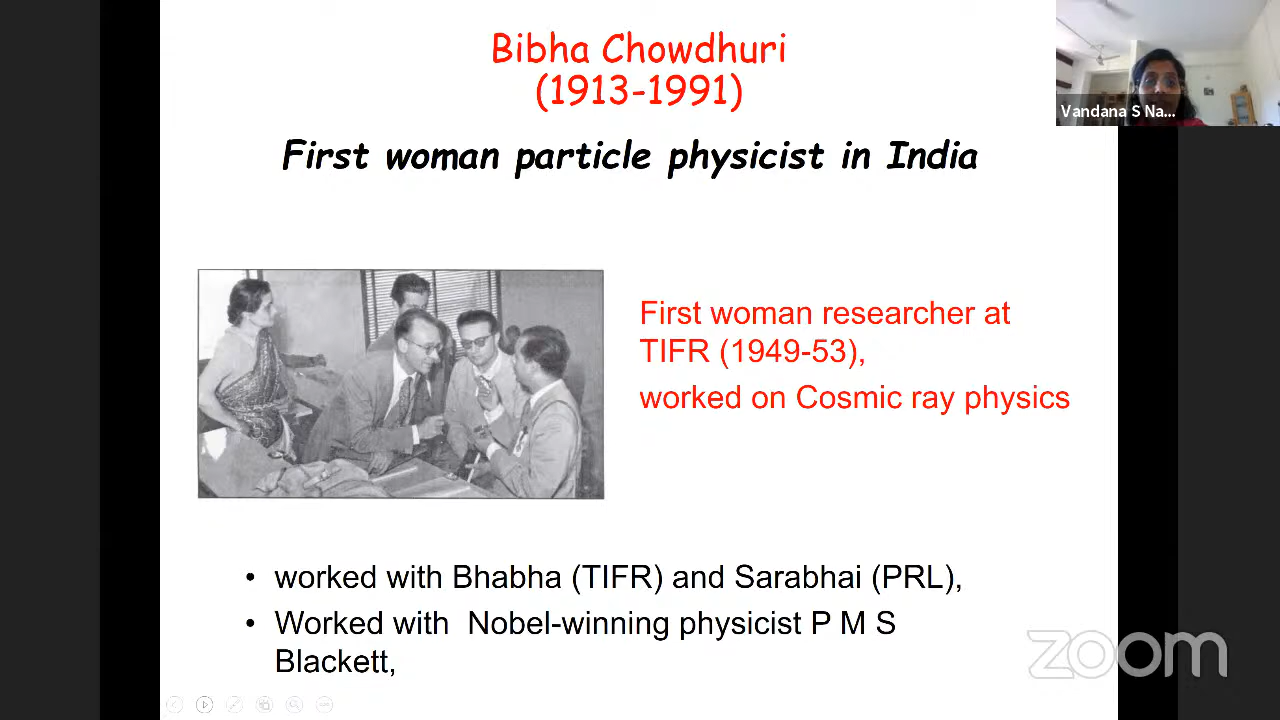 Bibha Chowdhuri
(1913-1991)
First woman particle physicist in India
Vandana S Na...
First woman researcher at
TIFR (1949-53),
worked on Cosmic ray physics
• worked with Bhabha (TIFR) and Sarabhai (PRL),
• Worked with Nobel-winning physicist P M S
Blackett,
zoom